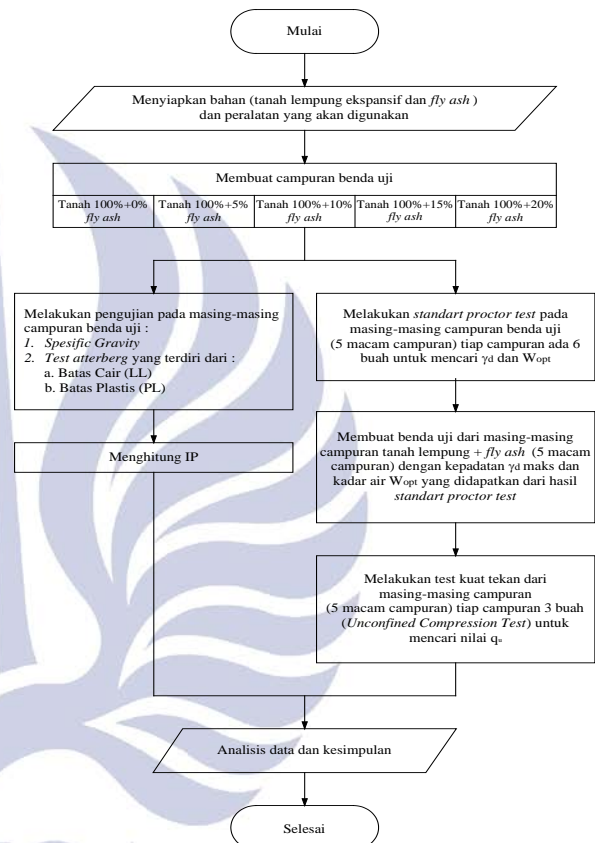 Mulai
Menyiapkan bahan (tanah lempung ekspansif dan fly ash )
dan peralatan yang akan digunakan
Membuat campuran benda uji
Tanah 100%+0%
fly ash
Tanah 100%+5%
fly ash
Tanah 100%+10%
fly ash
Tanah 100%+15%
fly ash
Tanah 100%+20%
fly ash
Melakukan pengujian pada masing-masing
campuran benda uji :
1. Spesific Gravity
2. Test atterberg yang terdiri dari :
a. Batas Cair (LL)
b. Batas Plastis (PL)
Menghitung IP
Melakukan standart proctor test pada
masing-masing campuran benda uji
(5 macam campuran) tiap campuran ada 6
buah untuk mencari γd dan Wopt
Membuat benda uji dari masing-masing
campuran tanah lempung + fly ash (5 macam
campuran) dengan kepadatan γd maks dan
kadar air Wopt yang didapatkan dari hasil
standart proctor test
Melakukan test kuat tekan dari
masing-masing campuran
(5 macam campuran) tiap campuran 3 buah
(Unconfined Compression Test) untuk
mencari nilai qu
Analisis data dan kesimpulan
Selesai